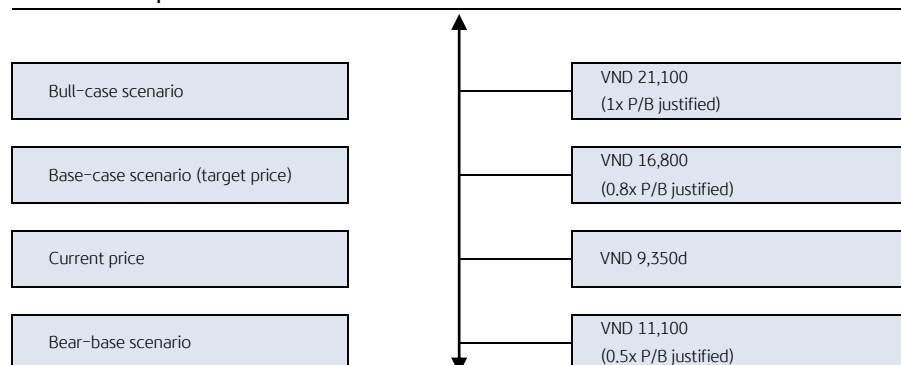 Bull-case scenario
VND 21,100
(1x P/B justified)
Base-case scenario (target price)
VND 16,800
(0.8x P/B justified)
Current price
VND 9,350d
Bear-base scenario
VND 11,100
(0.5x P/B justified)